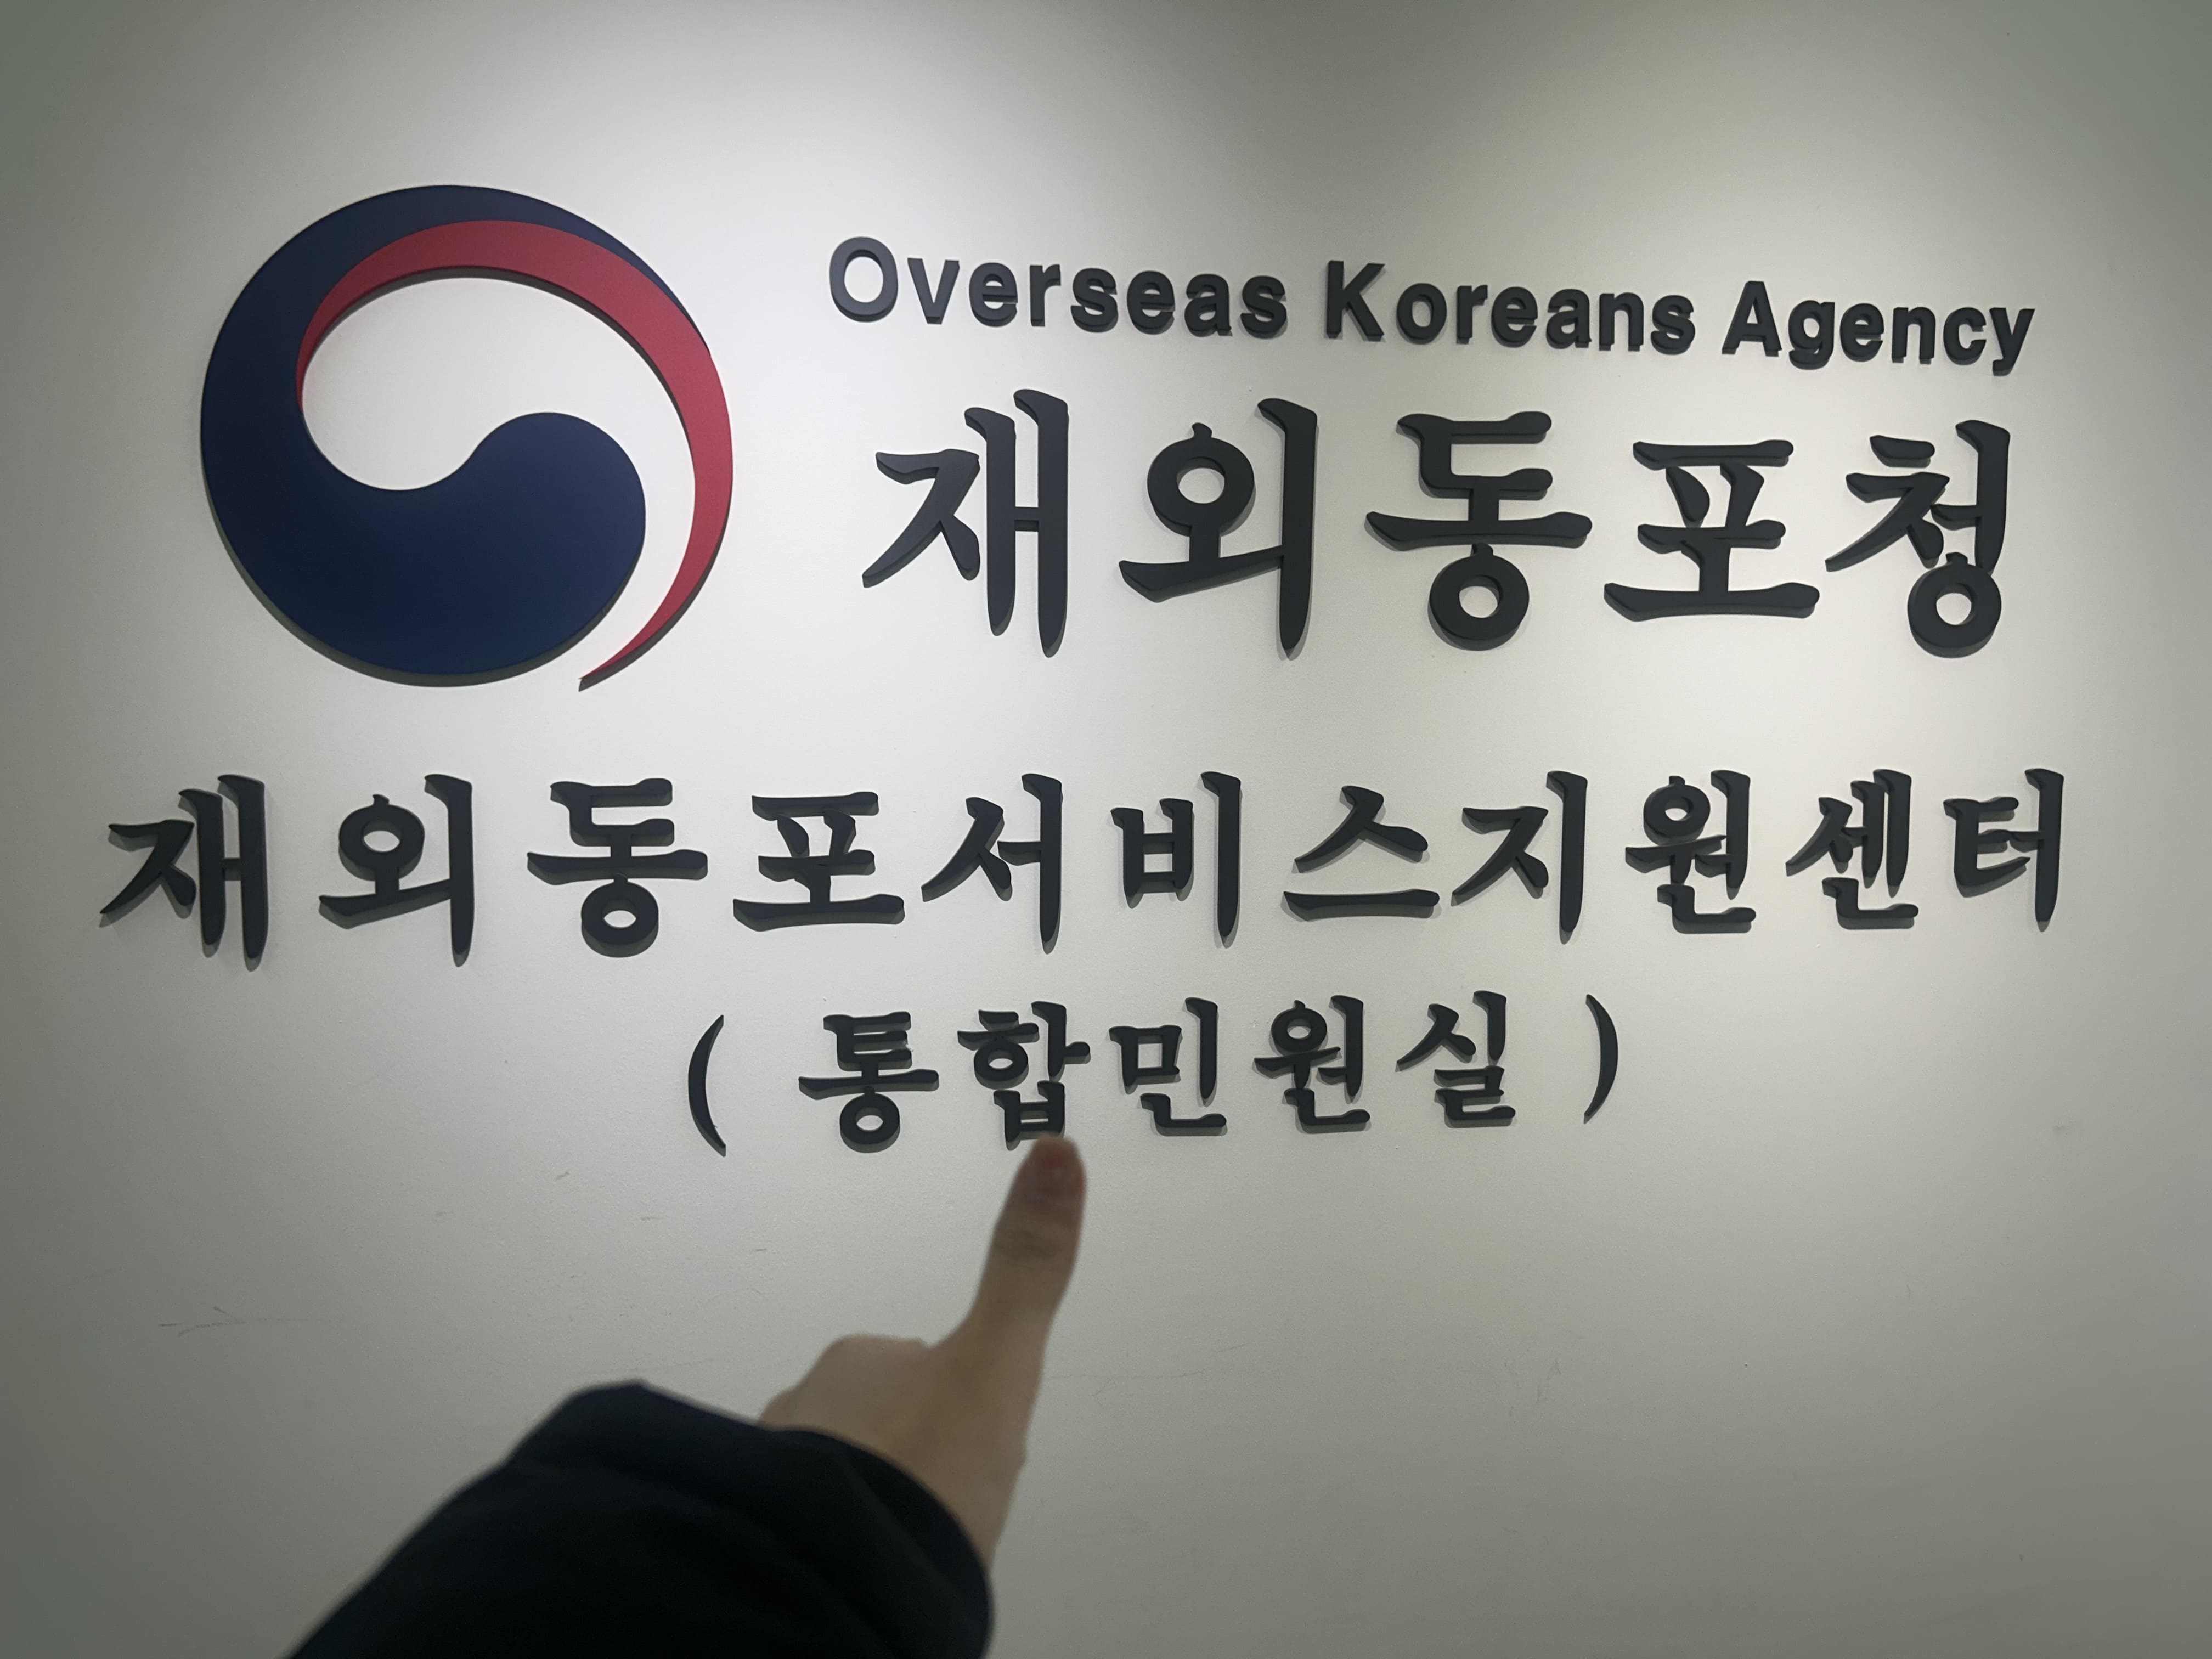 Overseas Koreans Agency
재외동포청
재외동포서비스지원센터
( 통합민원실 )